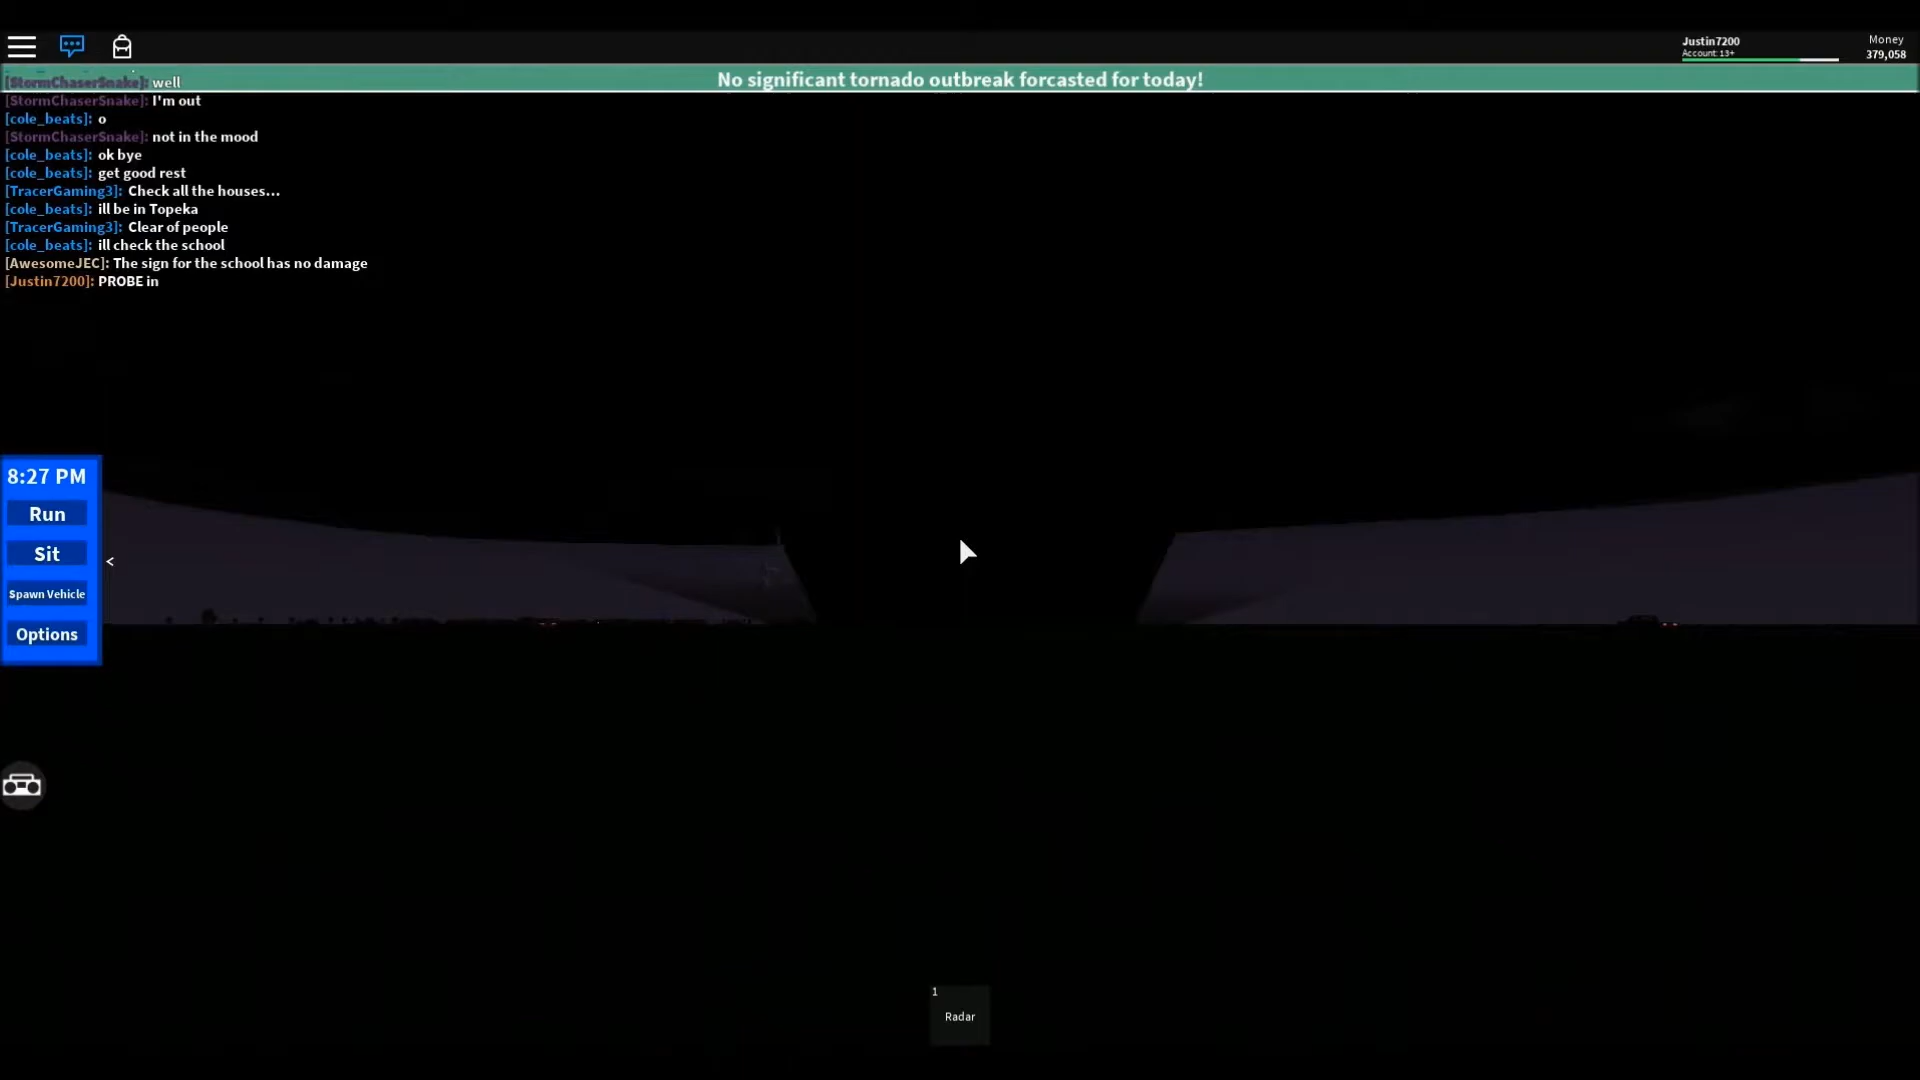 Justin7200
Account: 13+
Money
379,058
No significant tornado outbreak forcasted for today!
[StormChaserSnake]: well
[StormChaserSnake]: I'm out
[cole_beats]: o
[StormChaserSnake]: not in the mood
[cole_beats]: ok bye
[cole_beats]: get good rest
[TracerGaming3]: Check all the houses...
[cole_beats]: ill be in Topeka
[TracerGaming3]: Clear of people
[cole_beats]: ill check the school
[AwesomeJEC]: The sign for the school has no damage
[Justin7200]: PROBE in
8:27 PM
Run
Sit
<
Spawn Vehicle
Options
1
Radar